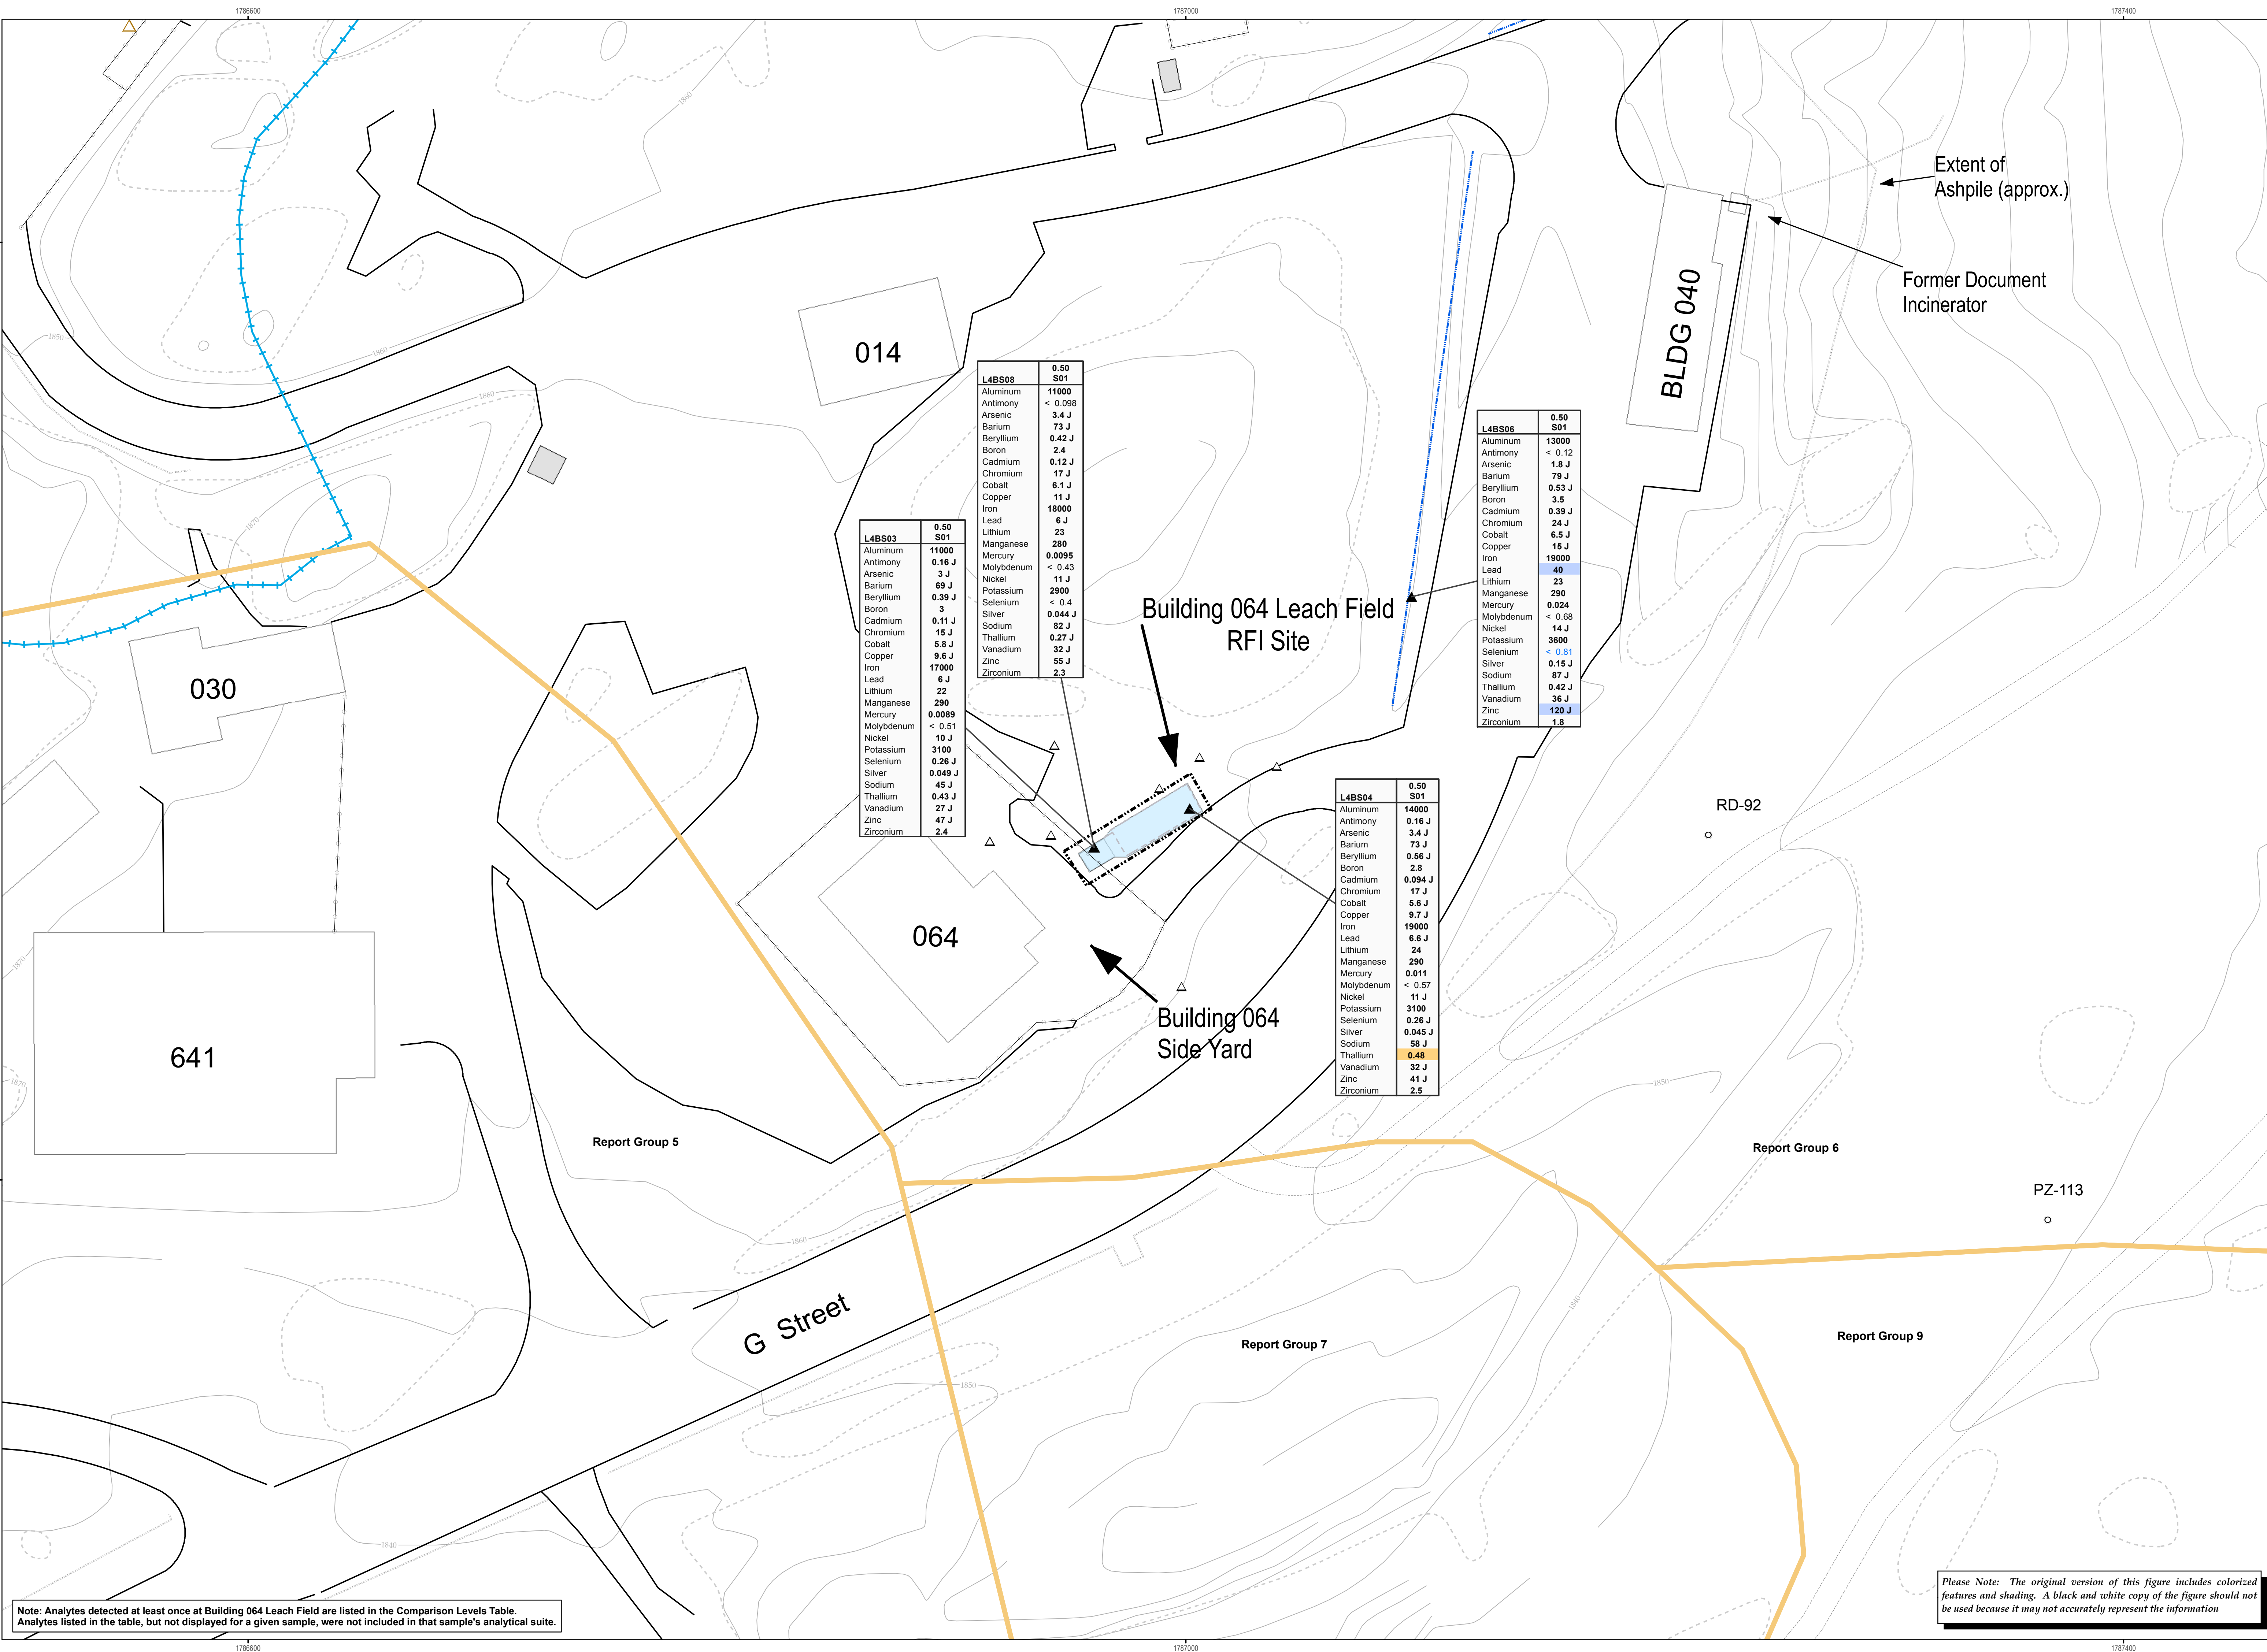 1786600
1787000
1787400
1860
Extent of
Ashpile (approx.)
Former Document
Incinerator
BLDG 040
014
1850
1860
1860
1870
L4BS08 0.50 S01
Aluminum 11000
Antimony < 0.098
Arsenic 3.4 J
Barium 73 J
Beryllium 0.42 J
Boron 2.4
Cadmium 0.12 J
Chromium 17 J
Cobalt 6.1 J
Copper 11 J
Iron 18000
Lead 6 J
Lithium 23
Manganese 280
Mercury 0.0095
Molybdenum < 0.43
Nickel 11 J
Potassium 2900
Selenium < 0.4
Silver 0.044 J
Sodium 82 J
Thallium 0.27 J
Vanadium 32 J
Zinc 55 J
Zirconium 2.3
L4BS06 0.50 S01
Aluminum 13000
Antimony < 0.12
Arsenic 1.8 J
Barium 79 J
Beryllium 0.53 J
Boron 3.5
Cadmium 0.39 J
Chromium 24 J
Cobalt 6.5 J
Copper 15 J
Iron 19000
Lead 40
Lithium 23
Manganese 290
Mercury 0.024
Molybdenum < 0.68
Nickel 14 J
Potassium 3600
Selenium < 0.81
Silver 0.15 J
Sodium 87 J
Thallium 0.42 J
Vanadium 36 J
Zinc 120 J
Zirconium 1.8
L4BS03 0.50 S01
Aluminum 11000
Antimony 0.16 J
Arsenic 3 J
Barium 69 J
Beryllium 0.39 J
Boron 3
Cadmium 0.11 J
Chromium 15 J
Cobalt 5.8 J
Copper 9.6 J
Iron 17000
Lead 6 J
Lithium 22
Manganese 290
Mercury 0.0089
Molybdenum < 0.51
Nickel 10 J
Potassium 3100
Selenium 0.26 J
Silver 0.049 J
Sodium 45 J
Thallium 0.43 J
Vanadium 27 J
Zinc 47 J
Zirconium 2.4
Building 064 Leach Field
RFI Site
030
L4BS04 0.50 S01
Aluminum 14000
Antimony 0.16 J
Arsenic 3.4 J
Barium 73 J
Beryllium 0.56 J
Boron 2.8
Cadmium 0.094 J
Chromium 17 J
Cobalt 5.6 J
Copper 9.7 J
Iron 19000
Lead 6.6 J
Lithium 24
Manganese 290
Mercury 0.011
Molybdenum < 0.57
Nickel 11 J
Potassium 3100
Selenium 0.26 J
Silver 0.045 J
Sodium 58 J
Thallium 0.48
Vanadium 32 J
Zinc 41 J
Zirconium 2.5
RD-92
064
1870
Building 064
Side Yard
641
1870
1850
Report Group 5
Report Group 6
PZ-113
1860
G Street
1840
Report Group 7
Report Group 9
1850
1840
Note: Analytes detected at least once at Building 064 Leach Field are listed in the Comparison Levels Table.
Analytes listed in the table, but not displayed for a given sample, were not included in that sample's analytical suite.
Please Note: The original version of this figure includes colorized
features and shading. A black and white copy of the figure should not
be used because it may not accurately represent the information
1786600
1787000
1787400